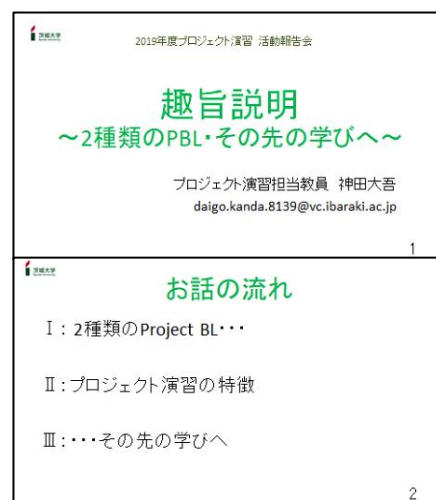 茨城大学
2019年度プロジェクト演習 活動報告会
趣旨説明
～2種類のPBL・その先の学びへ～
プロジェクト演習担当教員 神田大吾
daigo.kanda.8139@vc.ibaraki.ac.jp
1
茨城大学
お話の流れ
Ⅰ：2種類のProject BL・・・
Ⅱ：プロジェクト演習の特徴
Ⅲ：・・・その先の学びへ
2